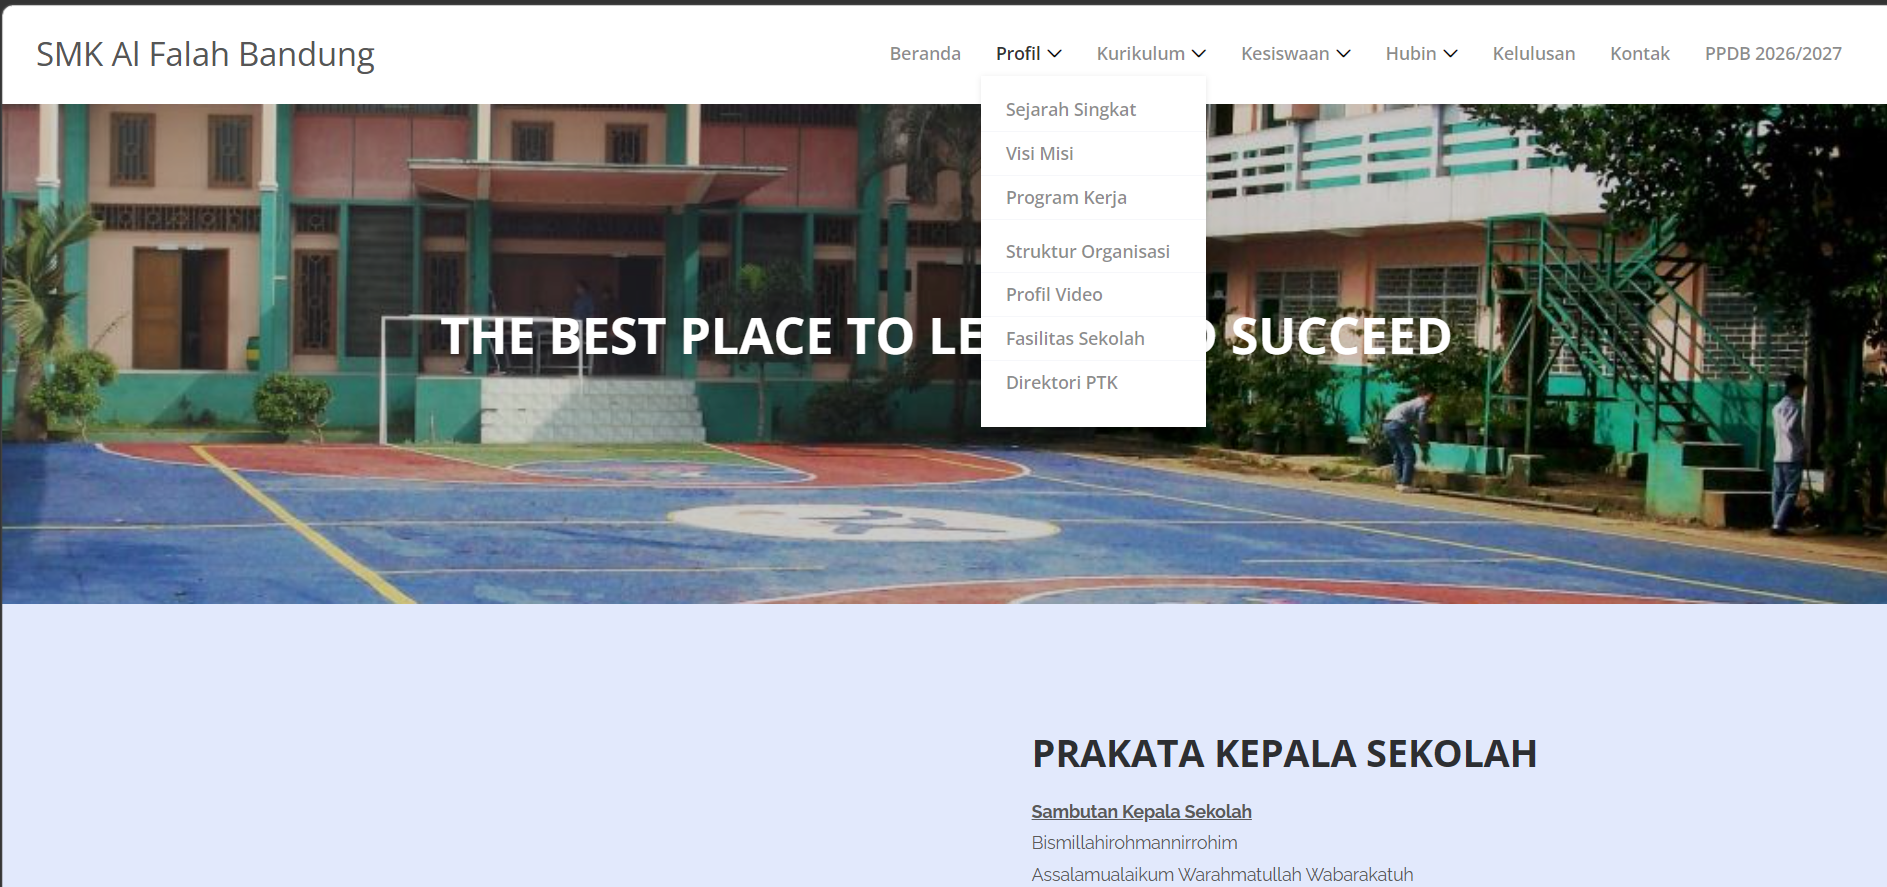 SMK Al Falah Bandung
Beranda Profil Kurikulum Kesiswaan Hubin Kelulusan Kontak PPDB 2026/2027
Sejarah Singkat
Visi Misi
Program Kerja
Struktur Organisasi
Profil Video
Fasilitas Sekolah
Direktori PTK
THE BEST PLACE TO LE SUCCEED
PRAKATA KEPALA SEKOLAH
Sambutan Kepala Sekolah
Bismillahirohmannirrohim
Assalamualaikum Warahmatullah Wabarakatuh